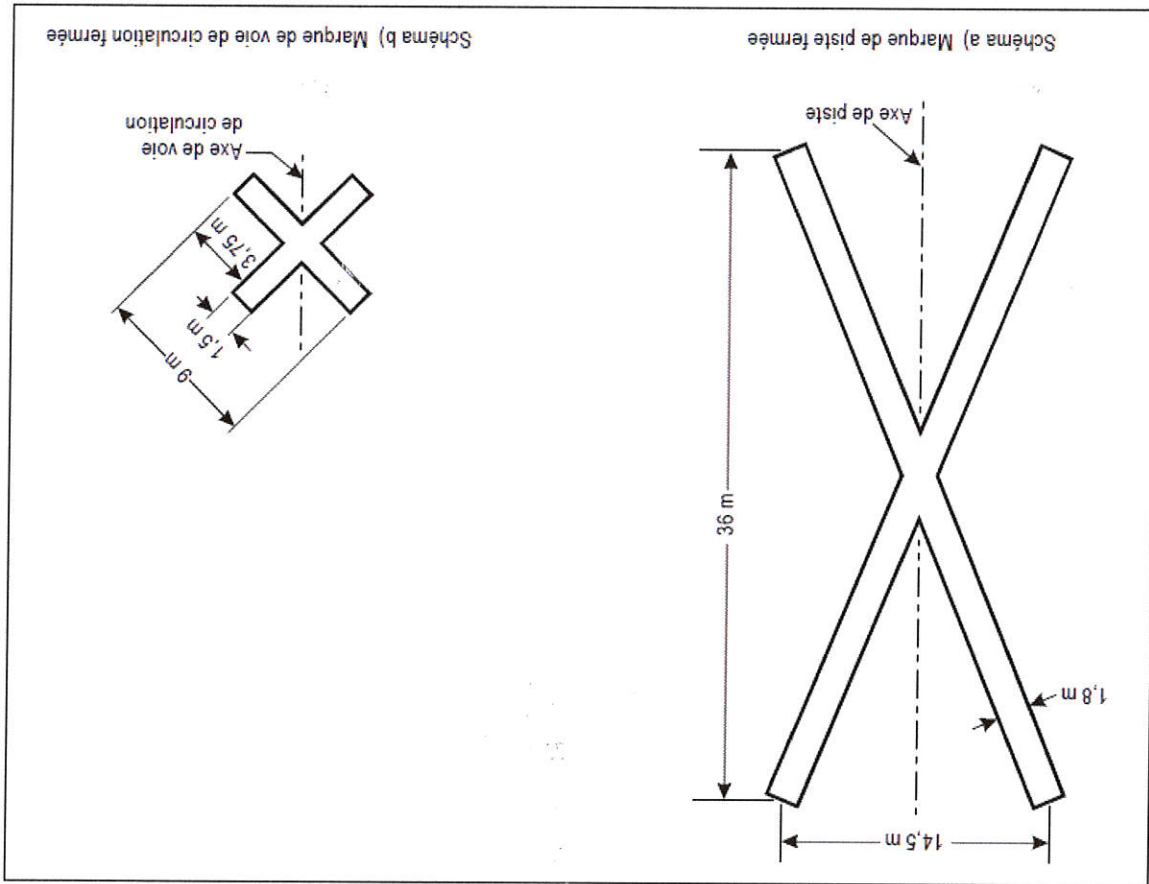 14,5 m
1,8 m
36 m
Axe de piste
Schéma a) Marque de piste fermée
9 m
1,5 m
3,75 m
Axe de voie
de circulation
Schéma b) Marque de voie de circulation fermée